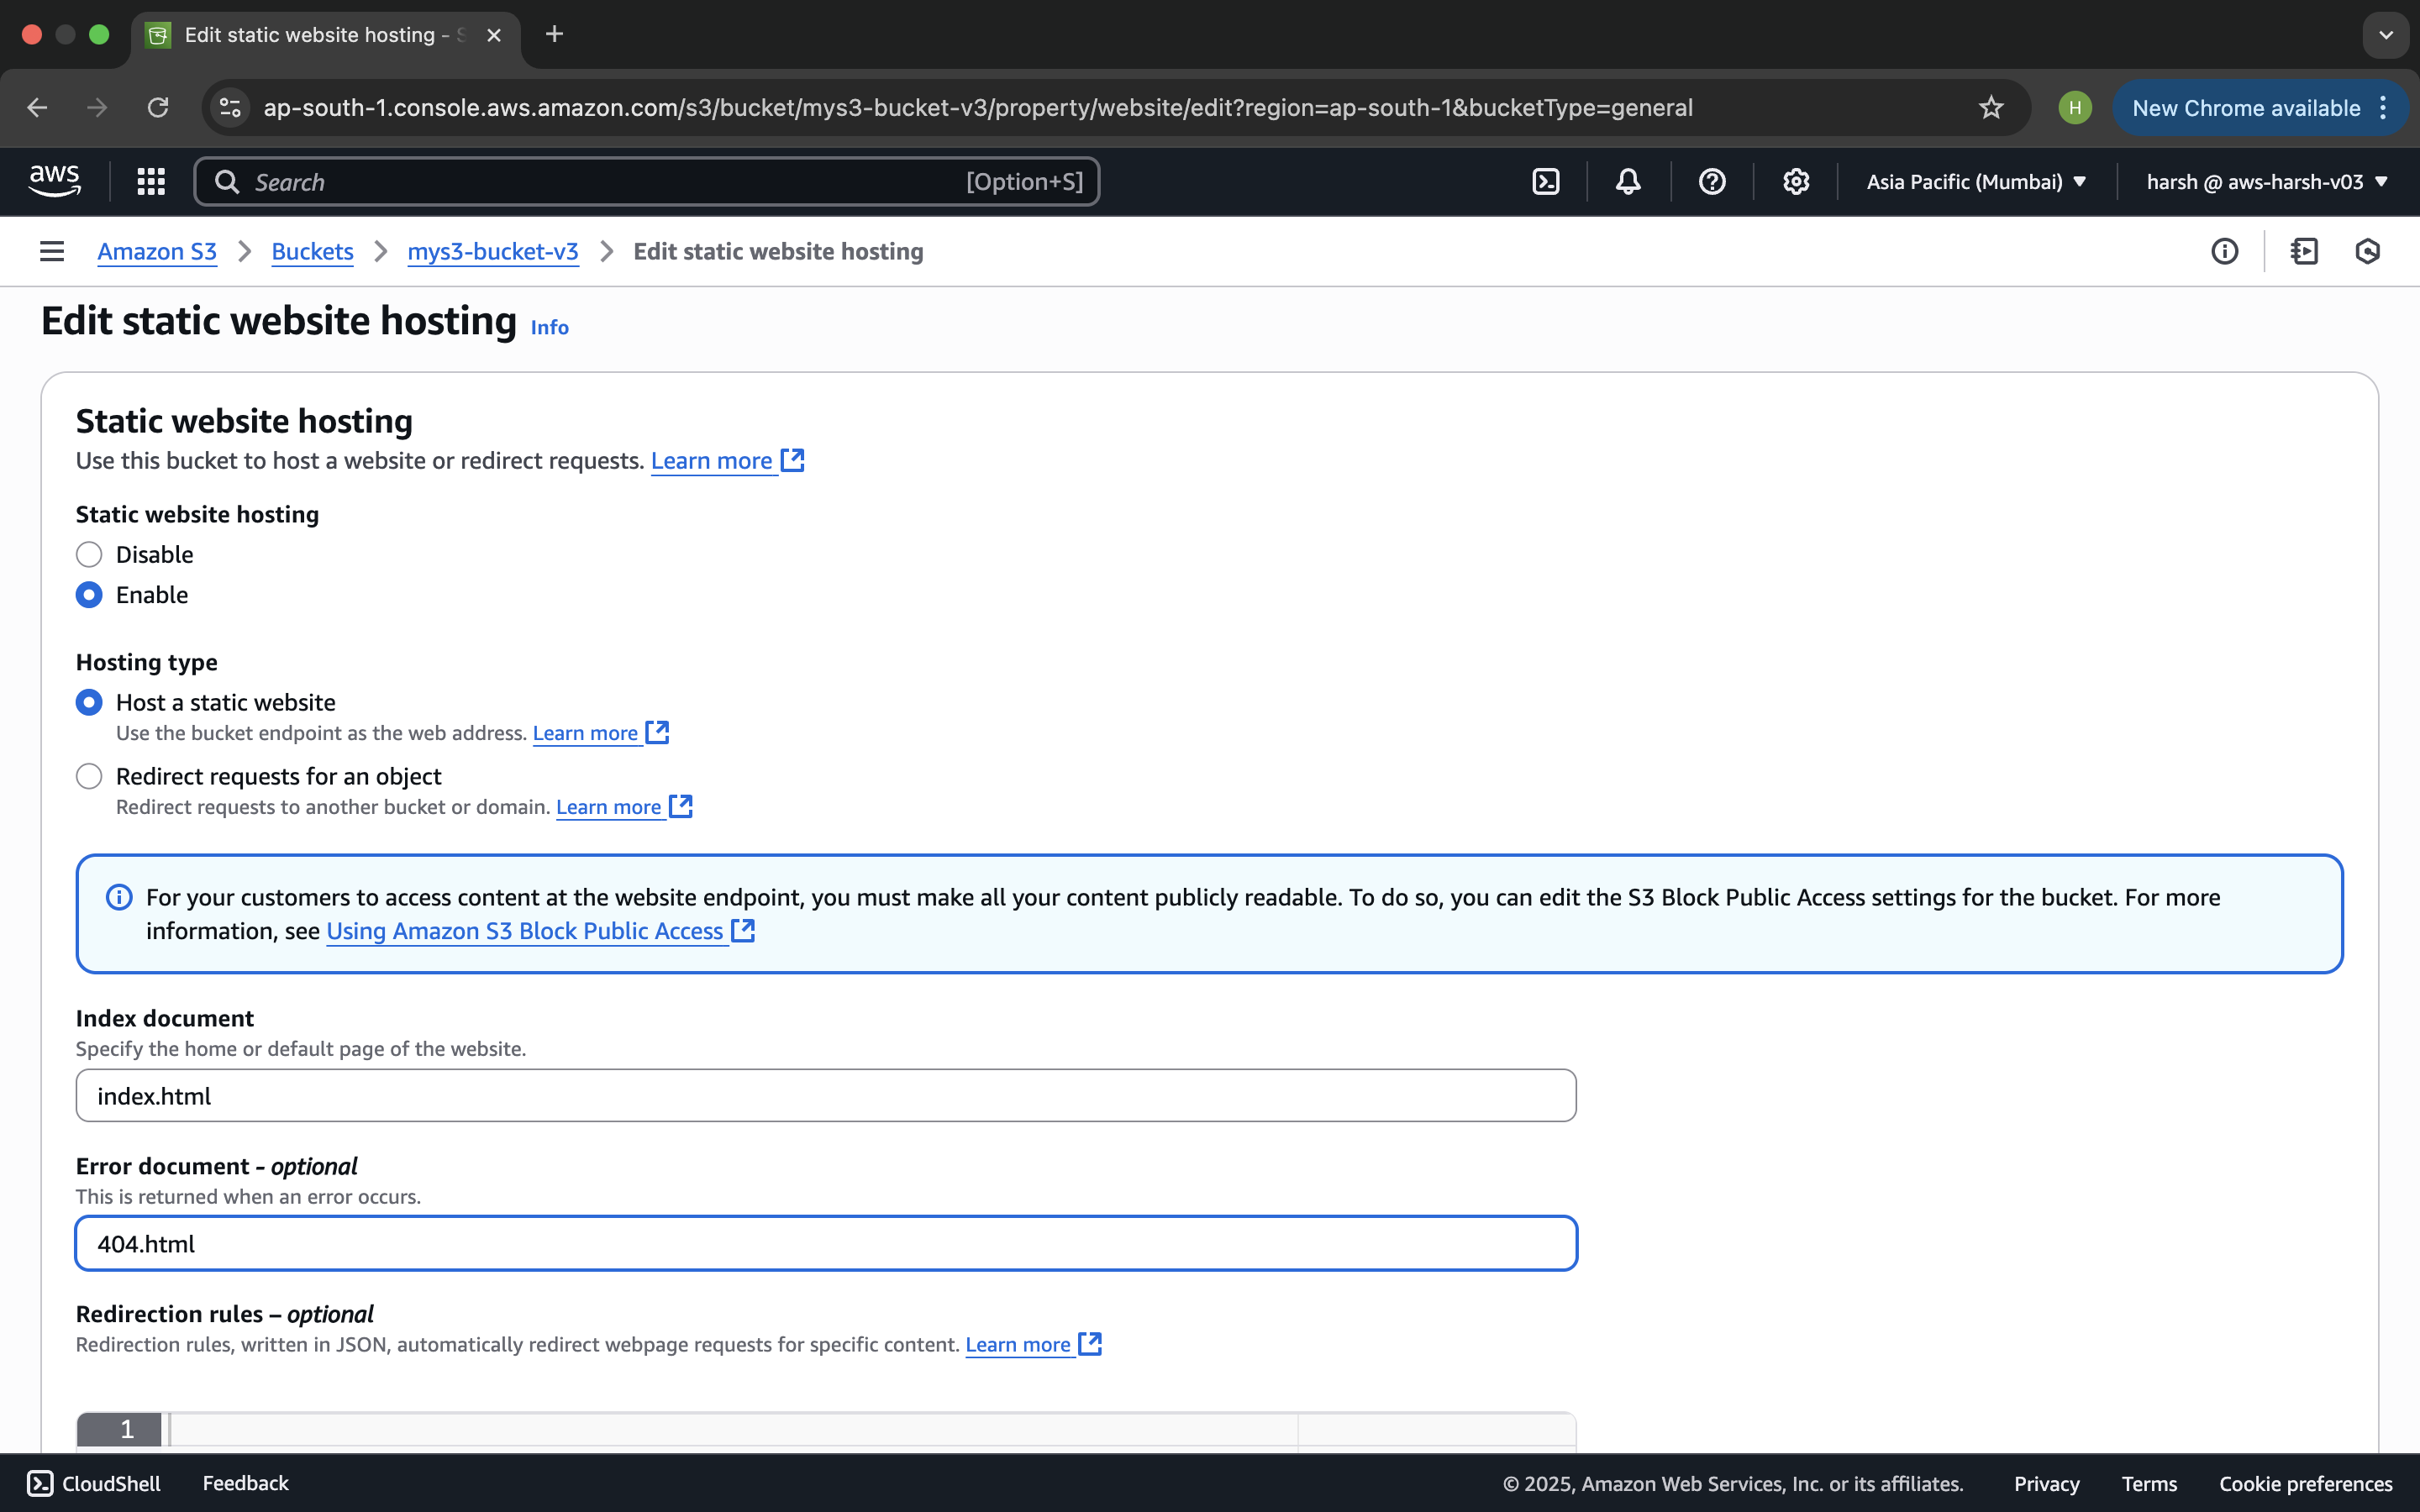 Edit static website hosting - S
ap-south-1.console.aws.amazon.com/s3/bucket/mys3-bucket-v3/property/website/edit?region=ap-south-1&bucketType=general
H
New Chrome available
aws
Search
[Option+S]
Asia Pacific (Mumbai)
harsh @ aws-harsh-v03
Amazon S3
Buckets
mys3-bucket-v3
Edit static website hosting
Edit static website hosting Info
Static website hosting
Use this bucket to host a website or redirect requests. Learn more
Static website hosting
Disable
Enable
Hosting type
Host a static website
Use the bucket endpoint as the web address. Learn more
Redirect requests for an object
Redirect requests to another bucket or domain. Learn more
For your customers to access content at the website endpoint, you must make all your content publicly readable. To do so, you can edit the S3 Block Public Access settings for the bucket. For more
information, see Using Amazon S3 Block Public Access
Index document
Specify the home or default page of the website.
index.html
Error document - optional
This is returned when an error occurs.
404.html
Redirection rules – optional
Redirection rules, written in JSON, automatically redirect webpage requests for specific content. Learn more
1
CloudShell
Feedback
© 2025, Amazon Web Services, Inc. or its affiliates.
Privacy
Terms
Cookie preferences